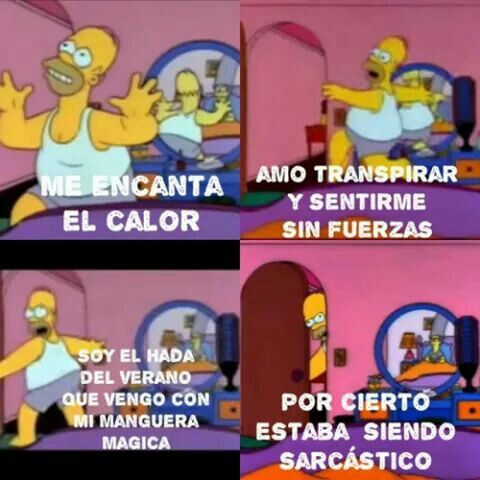 ME ENCANTA
EL CALOR
AMO TRANSPIRAR
Y SENTIRME
SIN FUERZAS
SOY EL HADA
DEL VERANO
QUE VENGO CON
MI MANGUERA
MAGICA
POR CIERTO
ESTABA SIENDO
SARCÁSTICO